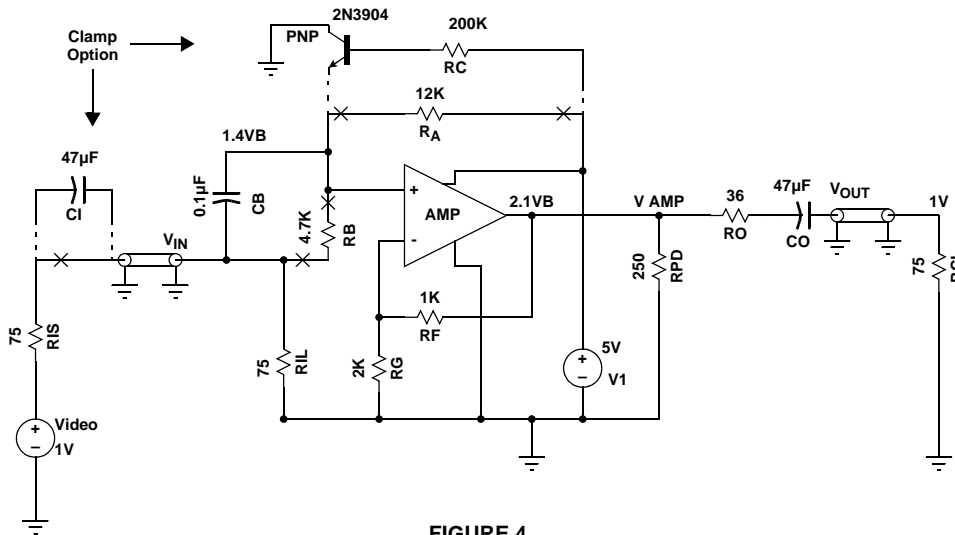 2N3904
200K
Clamp
Option
PNP
RC
12K
1.4VB
RA
47µF
CI
0.1µF
CB
+
AMP
2.1VB
V AMP
36
RO
47µF
CO
VOUT
1V
VIN
4.7K
RB
-
250
RPD
75
75
RIS
1K
RF
5V
+
−
V1
75
RIL
2K
RG
Video
+
−
1V
FIGURE 4